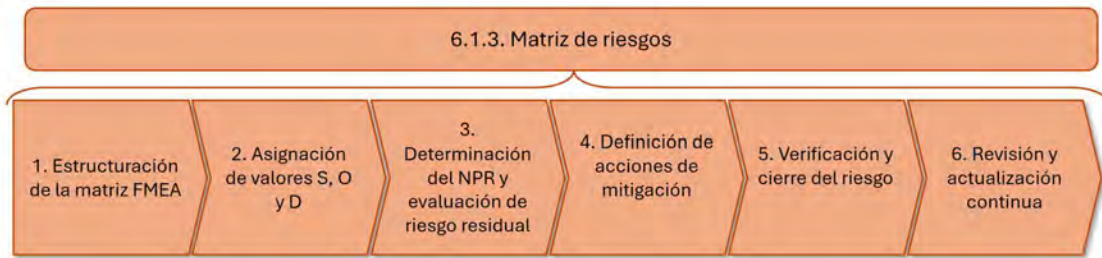 6.1.3. Matriz de riesgos
1. Estructuración
de la matriz FMEA
2. Asignación
de valores S, O
y D
3.
Determinación
del NPR y
evaluación de
riesgo residual
4. Definición de
acciones de
mitigación
5. Verificación y
cierre del riesgo
6. Revisión y
actualización
continua